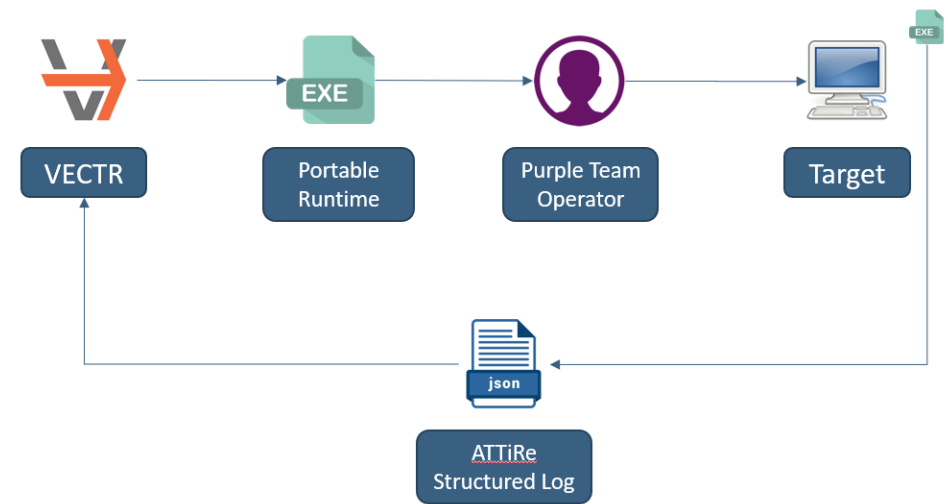 EXE
EXE
VECTR
Portable
Runtime
Purple Team
Operator
Target
json
ATTiRe
Structured Log